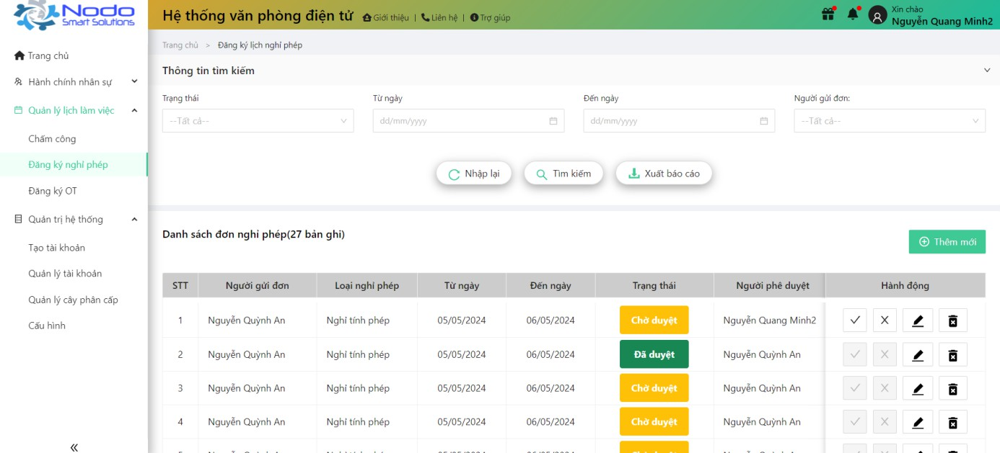 Nodo
Smart Solutions
Hệ thống văn phòng điện tử
Giới thiệu | Liên hệ | Trợ giúp
Xin chào
Nguyễn Quang Minh2
Trang chủ
Hành chính nhân sự
Quản lý lịch làm việc
Chấm công
Đăng ký nghỉ phép
Đăng ký OT
Quản trị hệ thống
Tạo tài khoản
Quản lý tài khoản
Quản lý cây phân cấp
Cấu hình
«
Trang chủ > Đăng ký lịch nghỉ phép
Thông tin tìm kiếm
Trạng thái Từ ngày Đến ngày Người gửi đơn:
--Tất cả-- dd/mm/yyyy dd/mm/yyyy --Tất cả--
Nhập lại Tìm kiếm Xuất báo cáo
Danh sách đơn nghỉ phép(27 bản ghi)
Thêm mới
STT Người gửi đơn Loại nghỉ phép Từ ngày Đến ngày Trạng thái Người phê duyệt Hành động
1 Nguyễn Quỳnh An Nghỉ tính phép 05/05/2024 06/05/2024 Chờ duyệt Nguyễn Quang Minh2
2 Nguyễn Quỳnh An Nghỉ tính phép 05/05/2024 06/05/2024 Đã duyệt Nguyễn Quỳnh An
3 Nguyễn Quỳnh An Nghỉ tính phép 05/05/2024 06/05/2024 Chờ duyệt Nguyễn Quỳnh An
4 Nguyễn Quỳnh An Nghỉ tính phép 05/05/2024 06/05/2024 Chờ duyệt Nguyễn Quỳnh An